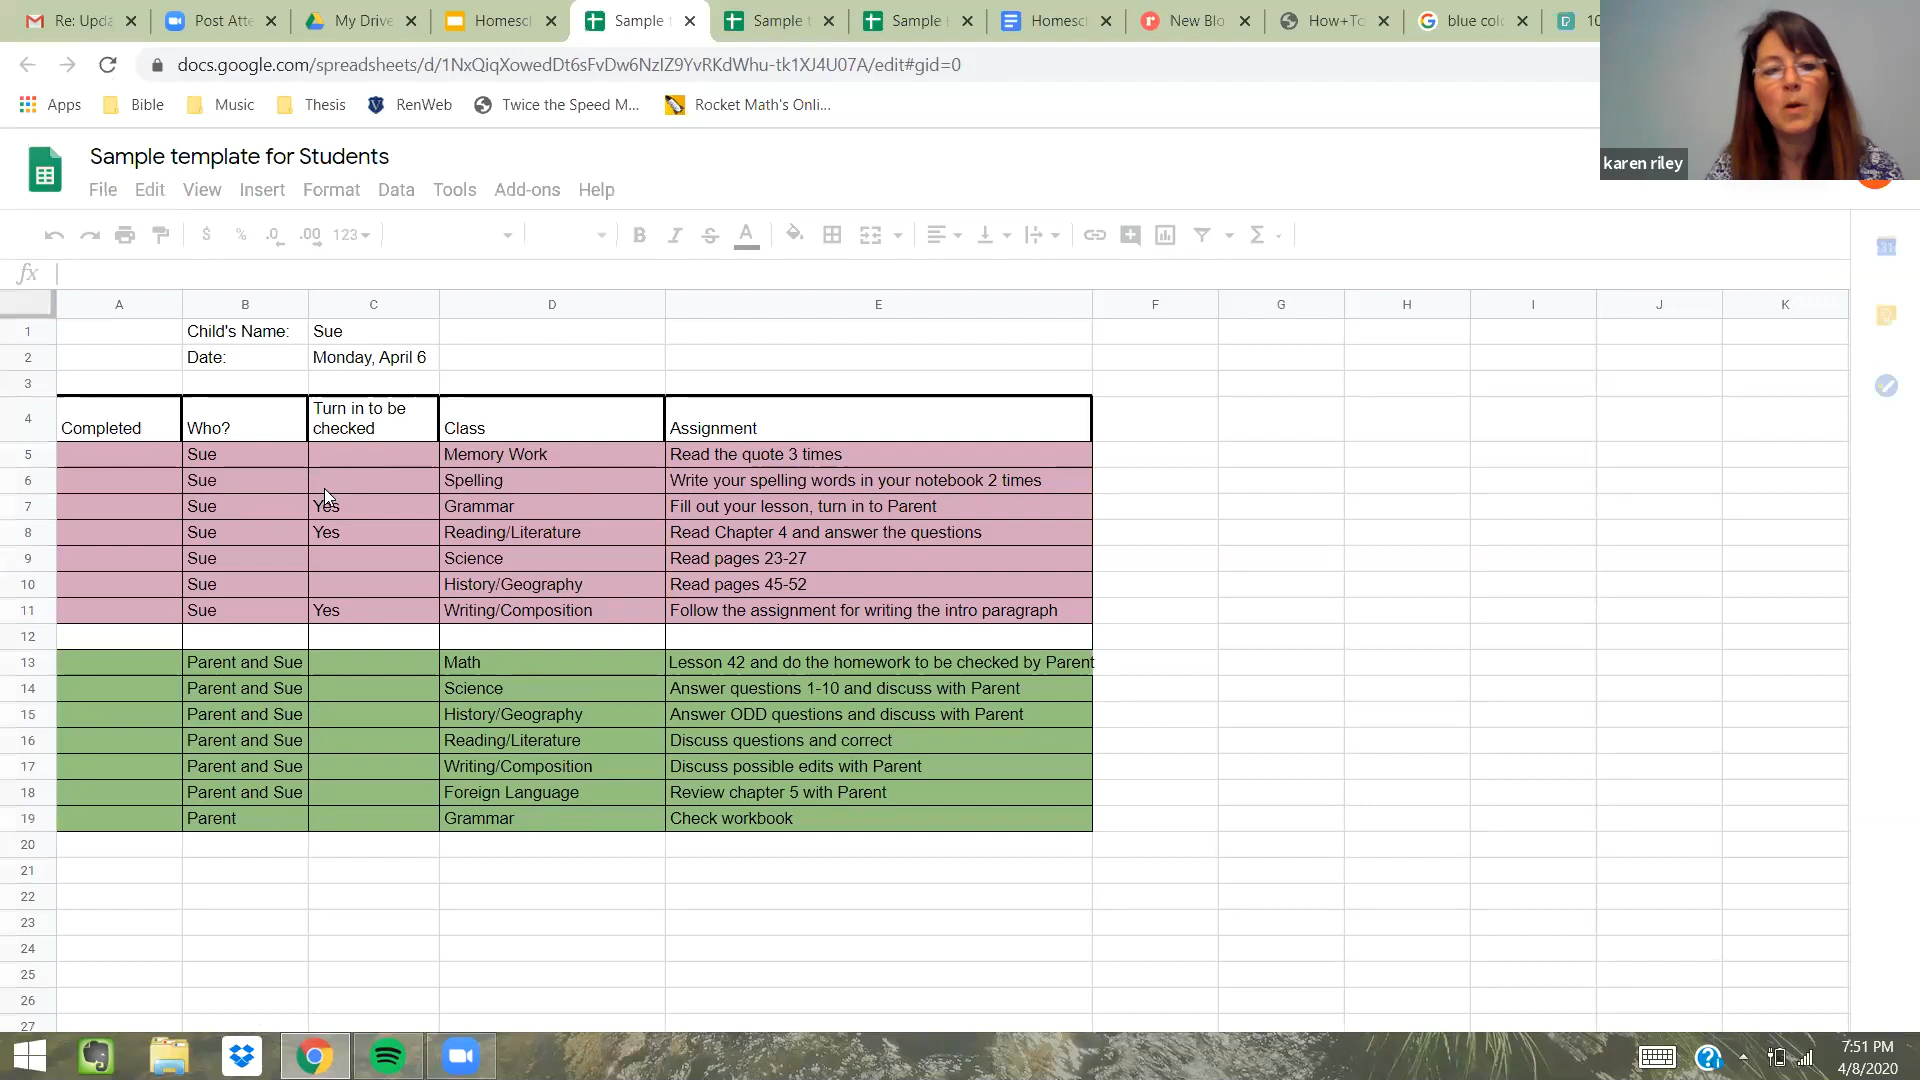 Re: Upda
Post Atte
My Drive
Homesch
Sample t
Sample t
Sample
Homesch
New Blo
How+To
blue colo
10
docs.google.com/spreadsheets/d/1NxQiqXowedDt6sFvDw6NzIZ9YvRKdWhu-tk1XJ4U07A/edit#gid=0
Apps
Bible
Music
Thesis
RenWeb
Twice the Speed M...
Rocket Math's Onli...
karen riley
Sample template for Students
File Edit View Insert Format Data Tools Add-ons Help
$ % .0 .00 123
B I S A
fx
A B C D E F G H I J K
1 Child's Name: Sue
2 Date: Monday, April 6
3
4 Completed Who? Turn in to be checked Class Assignment
5 Sue Memory Work Read the quote 3 times
6 Sue Spelling Write your spelling words in your notebook 2 times
7 Sue Yes Grammar Fill out your lesson, turn in to Parent
8 Sue Yes Reading/Literature Read Chapter 4 and answer the questions
9 Sue Science Read pages 23-27
10 Sue History/Geography Read pages 45-52
11 Sue Yes Writing/Composition Follow the assignment for writing the intro paragraph
12
13 Parent and Sue Math Lesson 42 and do the homework to be checked by Parent
14 Parent and Sue Science Answer questions 1-10 and discuss with Parent
15 Parent and Sue History/Geography Answer ODD questions and discuss with Parent
16 Parent and Sue Reading/Literature Discuss questions and correct
17 Parent and Sue Writing/Composition Discuss possible edits with Parent
18 Parent and Sue Foreign Language Review chapter 5 with Parent
19 Parent Grammar Check workbook
20
21
22
23
24
25
26
27
7:51 PM
4/8/2020